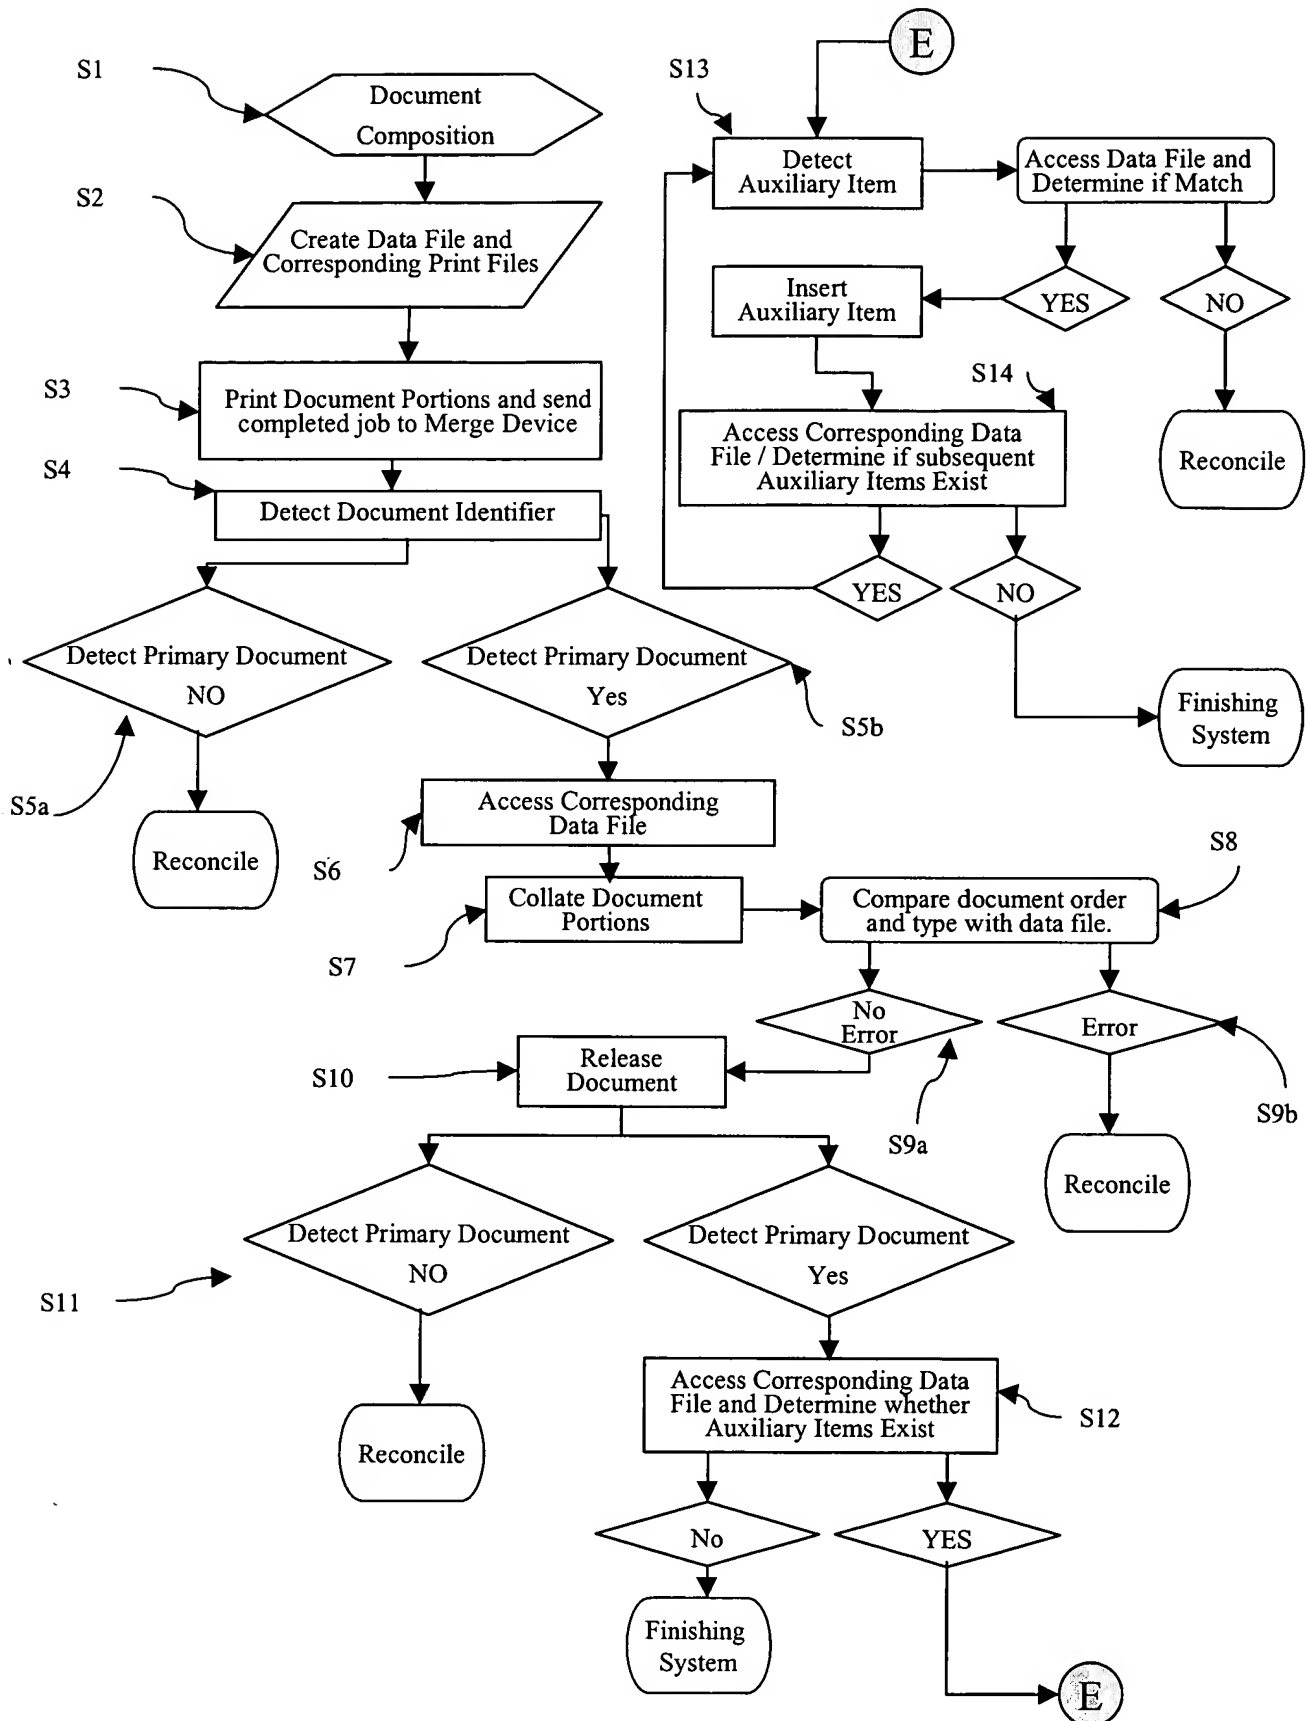 S1
Document
Composition
S2
Create Data File and
Corresponding Print Files
S3
Print Document Portions and send
completed job to Merge Device
S4
Detect Document Identifier
Detect Primary Document
NO
S5a
Reconcile
Detect Primary Document
Yes
S5b
Access Corresponding
Data File
S6
Collate Document
Portions
S7
Compare document order
and type with data file.
S8
No
Error
S9a
Error
S9b
Reconcile
Release
Document
S10
Detect Primary Document
NO
S11
Reconcile
Detect Primary Document
Yes
Access Corresponding Data
File and Determine whether
Auxiliary Items Exist
S12
No
Finishing
System
YES
E
E
S13
Detect
Auxiliary Item
Access Data File and
Determine if Match
YES
NO
Reconcile
Insert
Auxiliary Item
S14
Access Corresponding Data
File / Determine if subsequent
Auxiliary Items Exist
YES
NO
Finishing
System